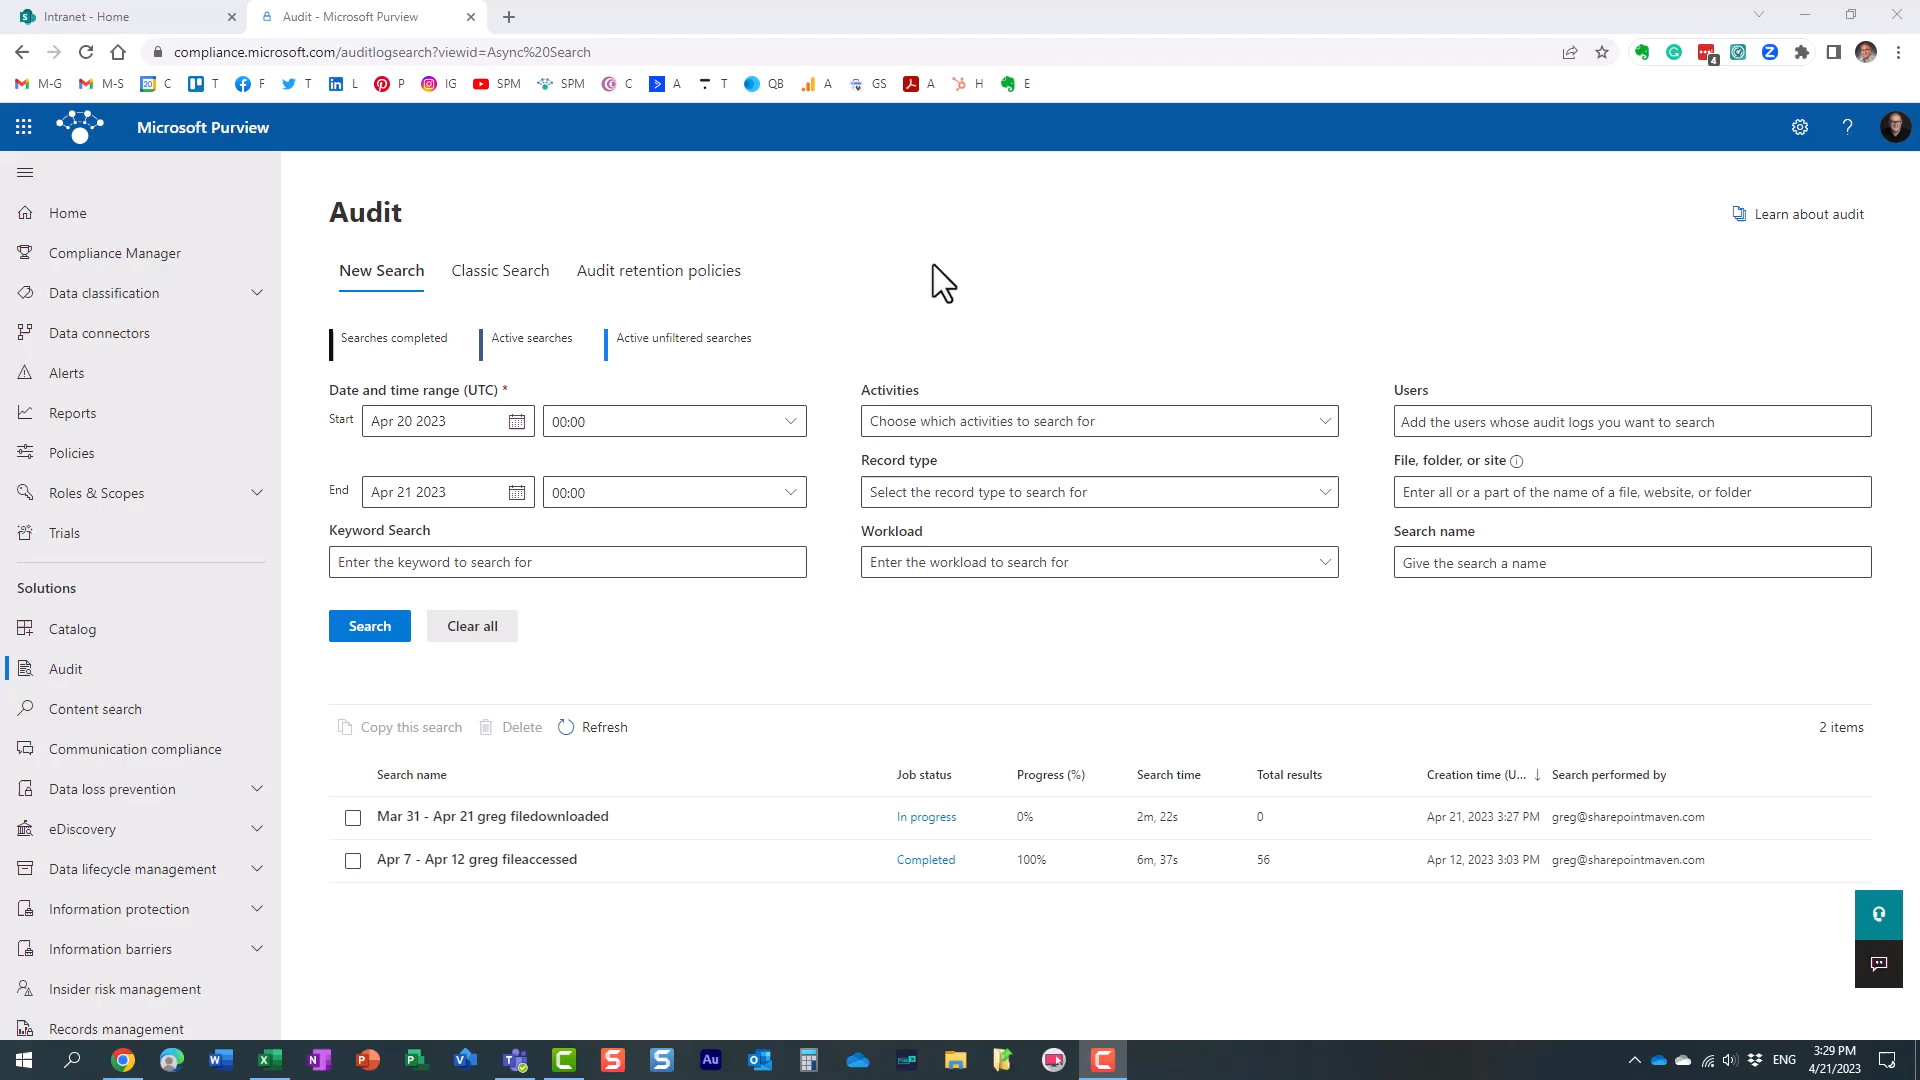 Intranet - Home
Audit - Microsoft Purview
compliance.microsoft.com/auditlogsearch?viewid=Async%20Search
4
M-G
M-S
20
C
T
F
T
L
P
IG
SPM
SPM
C
A
T
QB
A
GS
A
H
E
Microsoft Purview
?
Home
Compliance Manager
Data classification
Data connectors
Alerts
Reports
Policies
Roles & Scopes
Trials
Solutions
Catalog
Audit
Content search
Communication compliance
Data loss prevention
eDiscovery
Data lifecycle management
Information protection
Information barriers
Insider risk management
Records management
Audit
Learn about audit
New Search
Classic Search
Audit retention policies
Searches completed
Active searches
Active unfiltered searches
Date and time range (UTC) *
Start
Apr 20 2023
00:00
End
Apr 21 2023
00:00
Keyword Search
Enter the keyword to search for
Activities
Choose which activities to search for
Record type
Select the record type to search for
Workload
Enter the workload to search for
Users
Add the users whose audit logs you want to search
File, folder, or site
Enter all or a part of the name of a file, website, or folder
Search name
Give the search a name
Search
Clear all
Copy this search
Delete
Refresh
2 items
Search name Job status Progress (%) Search time Total results Creation time (U... ↓ Search performed by
Mar 31 - Apr 21 greg filedownloaded In progress 0% 2m, 22s 0 Apr 21, 2023 3:27 PM greg@sharepointmaven.com
Apr 7 - Apr 12 greg fileaccessed Completed 100% 6m, 37s 56 Apr 12, 2023 3:03 PM greg@sharepointmaven.com
ENG
3:29 PM
4/21/2023